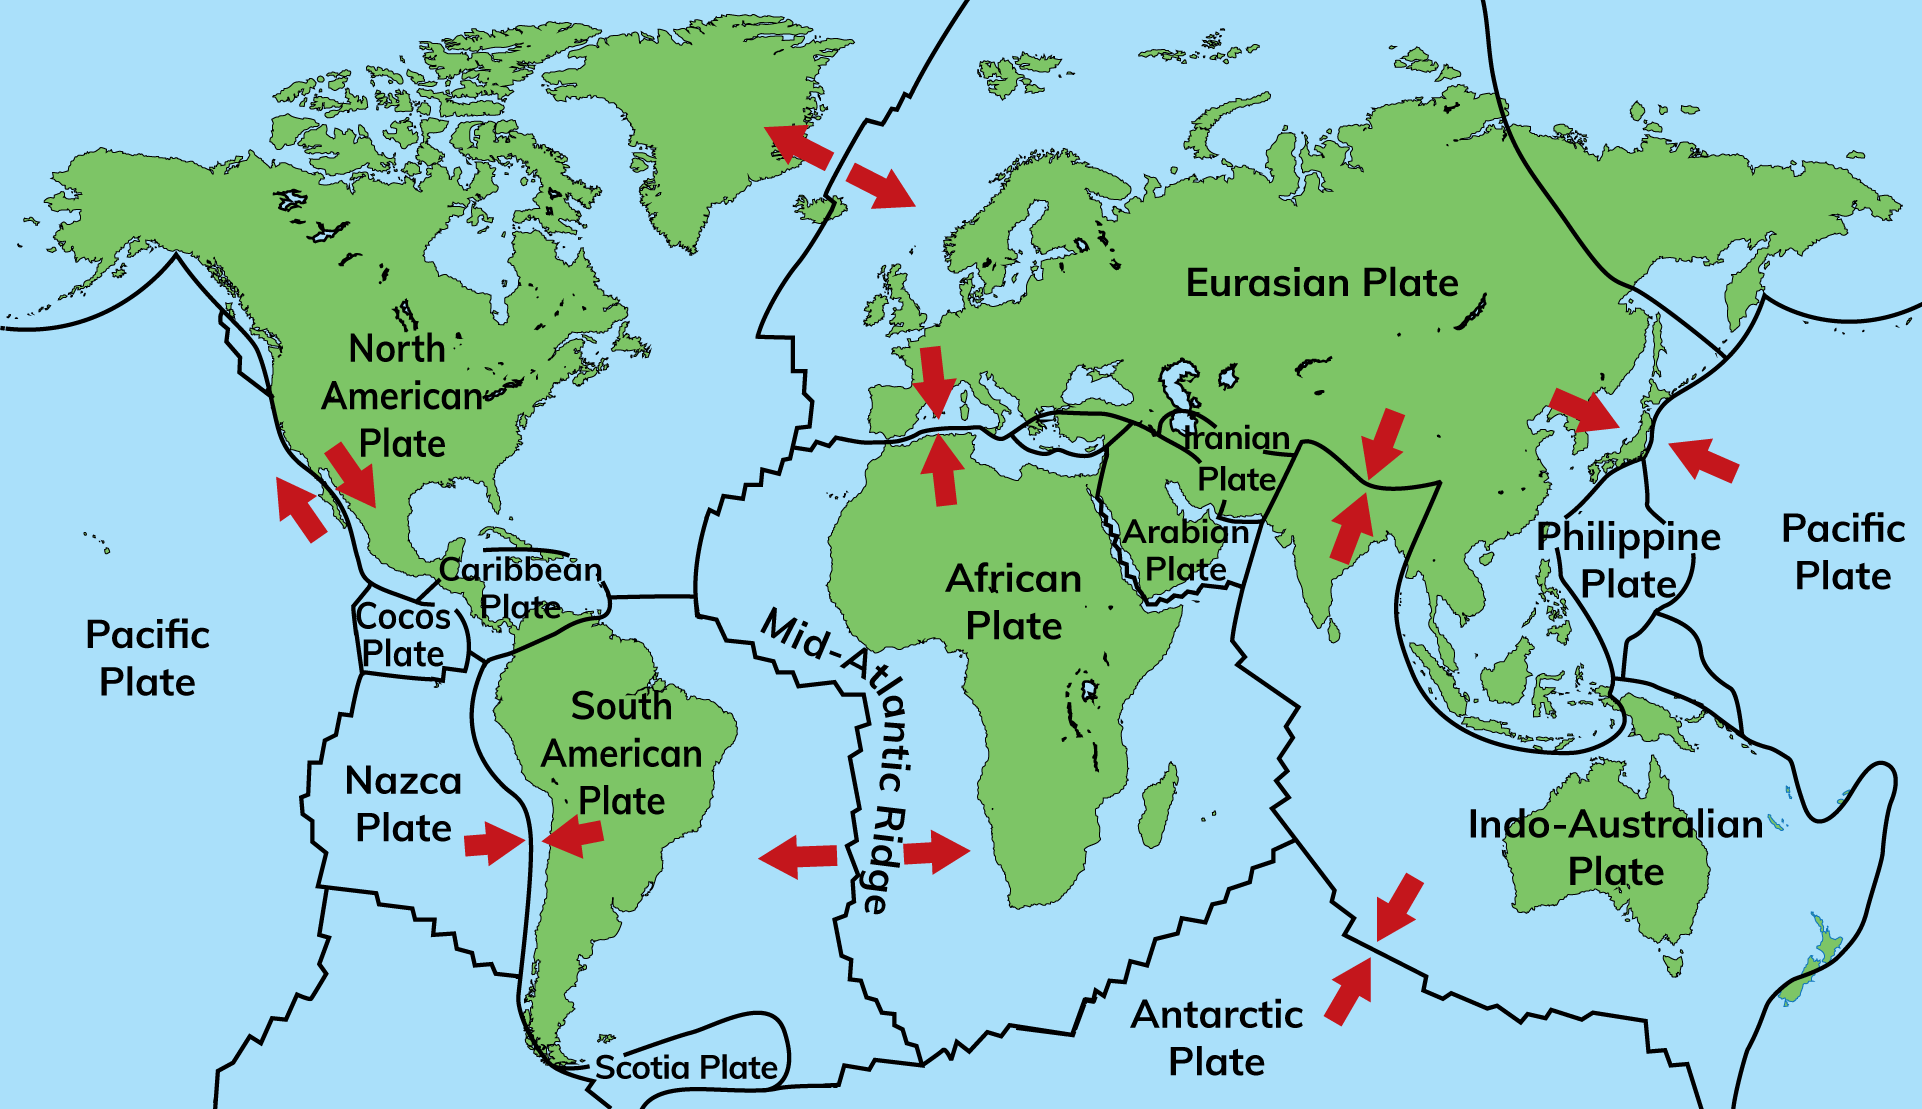 Eurasian Plate
North
American
Plate
Iranian
Plate
Arabian
Plate
Philippine
Plate
Pacific
Plate
Caribbean
Plate
African
Plate
Cocos
Plate
Pacific
Plate
Mid-Atlantic Ridge
South
American
Plate
Nazca
Plate
Indo-Australian
Plate
Antarctic
Plate
Scotia Plate